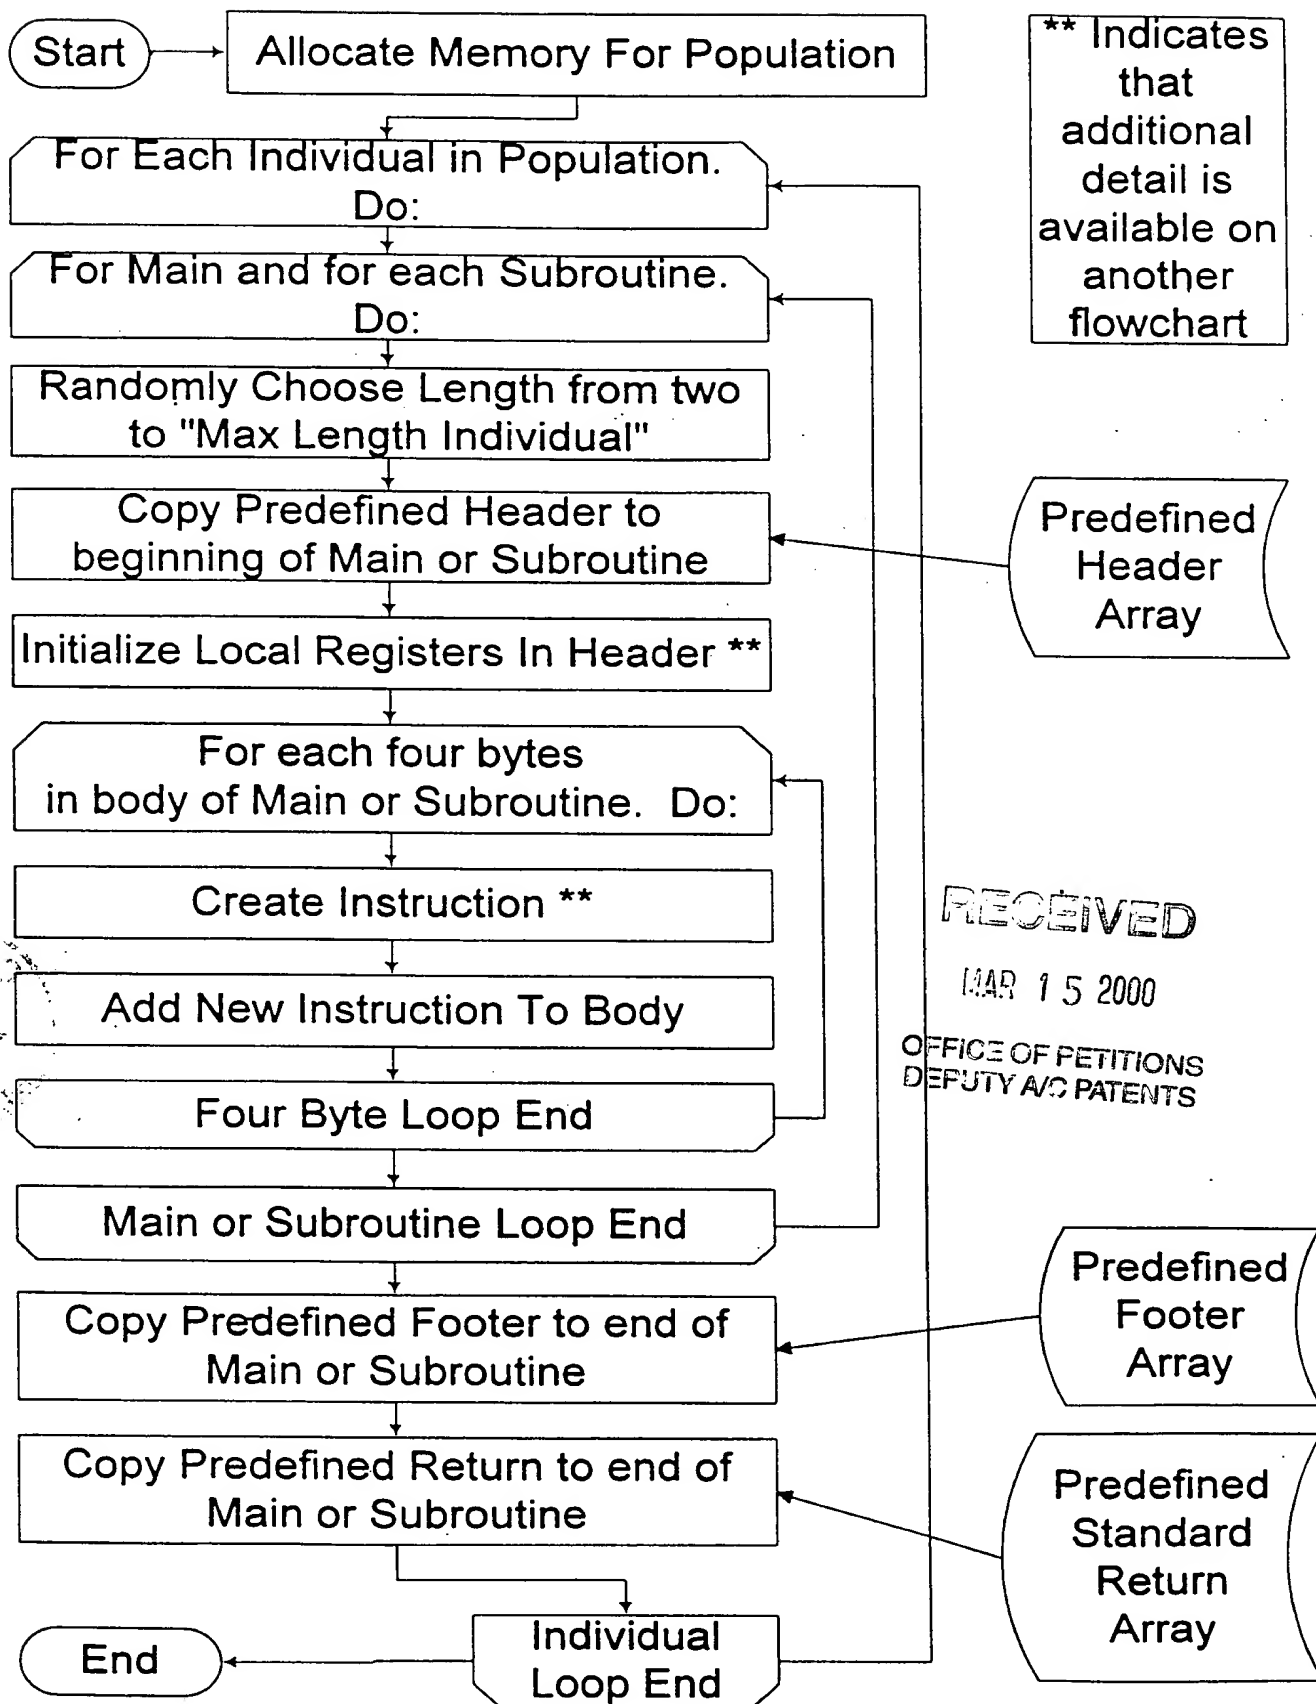 Start
Allocate Memory For Population
** Indicates
that
additional
detail is
available on
another
flowchart
For Each Individual in Population.
Do:
For Main and for each Subroutine.
Do:
Randomly Choose Length from two
to "Max Length Individual"
Copy Predefined Header to
beginning of Main or Subroutine
Predefined
Header
Array
Initialize Local Registers In Header **
For each four bytes
in body of Main or Subroutine. Do:
Create Instruction **
RECEIVED
MAR 15 2000
OFFICE OF PETITIONS
DEPUTY A/C PATENTS
Add New Instruction To Body
Four Byte Loop End
Main or Subroutine Loop End
Copy Predefined Footer to end of
Main or Subroutine
Predefined
Footer
Array
Copy Predefined Return to end of
Main or Subroutine
Predefined
Standard
Return
Array
Individual
Loop End
End